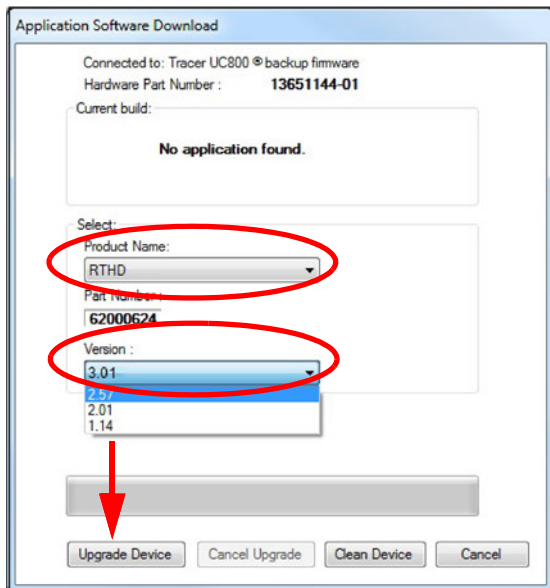 Application Software Download
Connected to: Tracer UC800 ® backup firmware
Hardware Part Number : 13651144-01
Current build:
No application found.
Select:
Product Name:
RTHD
Part Number :
62000624
Version :
3.01
2.57
2.01
1.14
Upgrade Device Cancel Upgrade Clean Device Cancel